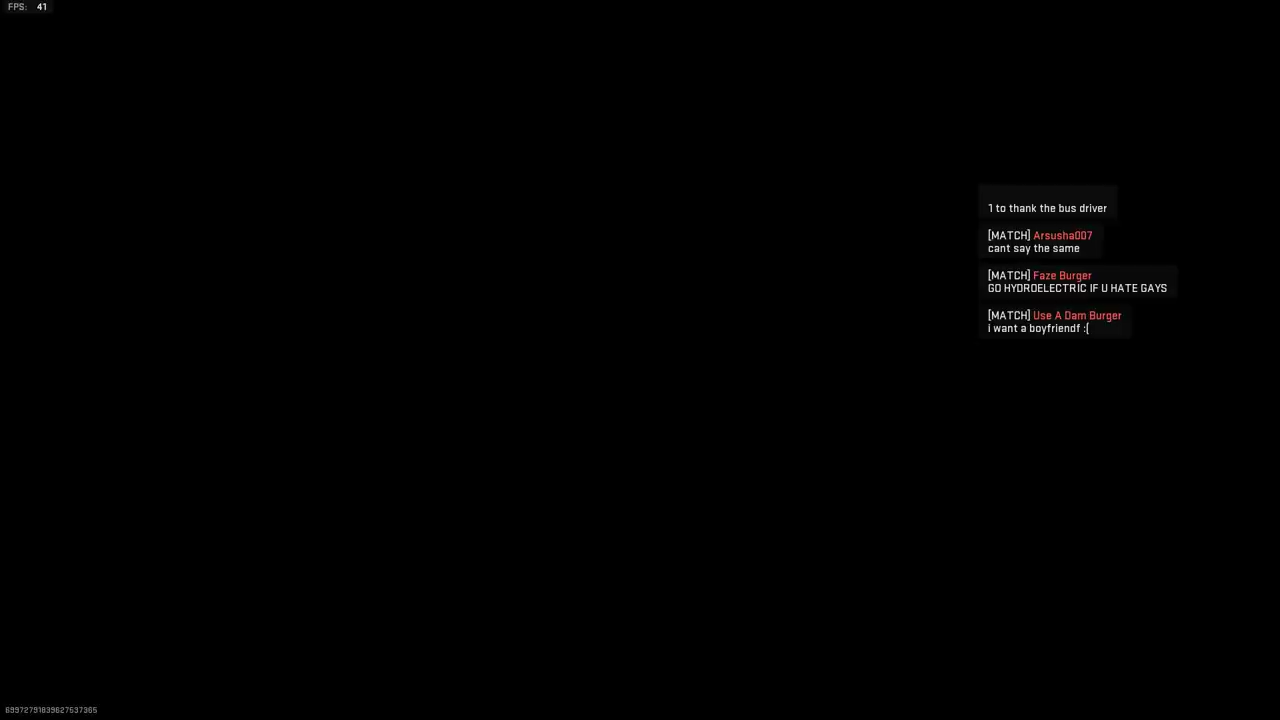 FPS: 41
1 to thank the bus driver
[MATCH] Arsusha007
cant say the same
[MATCH] Faze Burger
GO HYDROELECTRIC IF U HATE GAYS
[MATCH] Use A Dam Burger
i want a boyfriendf :(
69972791839627537365